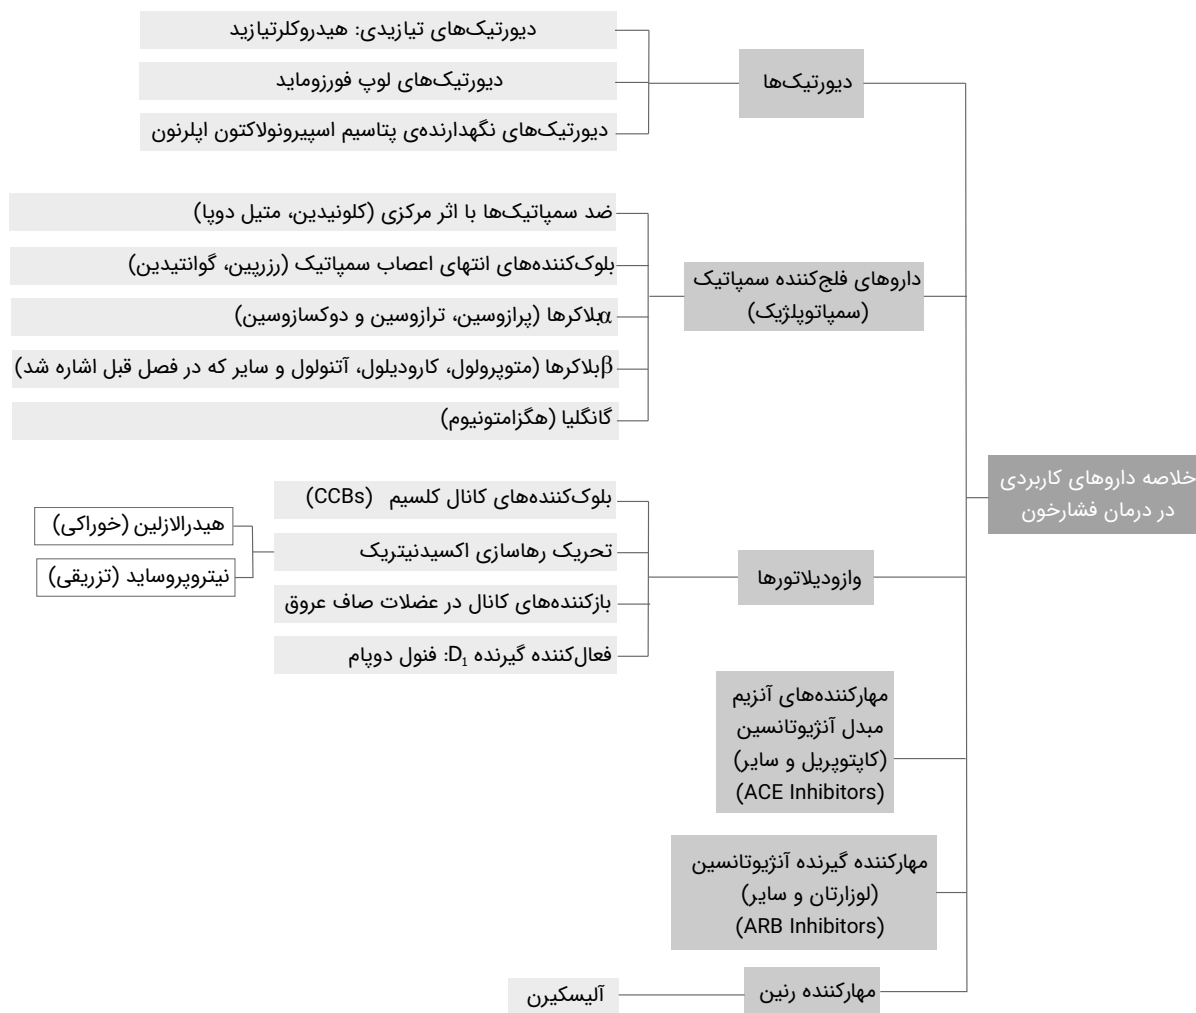 خلاصه داروهای کاربردی
در درمان فشارخون
دیورتیک‌ها
دیورتیک‌های تیازیدی: هیدروکلرتیازید
دیورتیک‌های لوپ فورزوماید
دیورتیک‌های نگهدارنده‌ی پتاسیم اسپیرونولاکتون اپلرنون
داروهای فلج‌کننده سمپاتیک
(سمپاتوپلژیک)
ضد سمپاتیک‌ها با اثر مرکزی (کلونیدین، متیل دوپا)
بلوک‌کننده‌های انتهای اعصاب سمپاتیک (رزرپین، گوانتیدین)
αبلاکرها (پرازوسین، ترازوسین و دوکسازوسین)
βبلاکرها (متوپرولول، کارودیلول، آتنولول و سایر که در فصل قبل اشاره شد)
گانگلیا (هگزامتونیوم)
وازودیلاتورها
بلوک‌کننده‌های کانال کلسیم (CCBs)
تحریک رهاسازی اکسیدنیتریک
هیدرالازلین (خوراکی)
نیتروپروساید (تزریقی)
بازکننده‌های کانال در عضلات صاف عروق
فعال‌کننده گیرنده D₁: فنول دوپام
مهارکننده‌های آنزیم
مبدل آنژیوتانسین
(کاپتوپریل و سایر)
(ACE Inhibitors)
مهارکننده گیرنده آنژیوتانسین
(لوزارتان و سایر)
(ARB Inhibitors)
مهارکننده رنین
آلیسکیرن